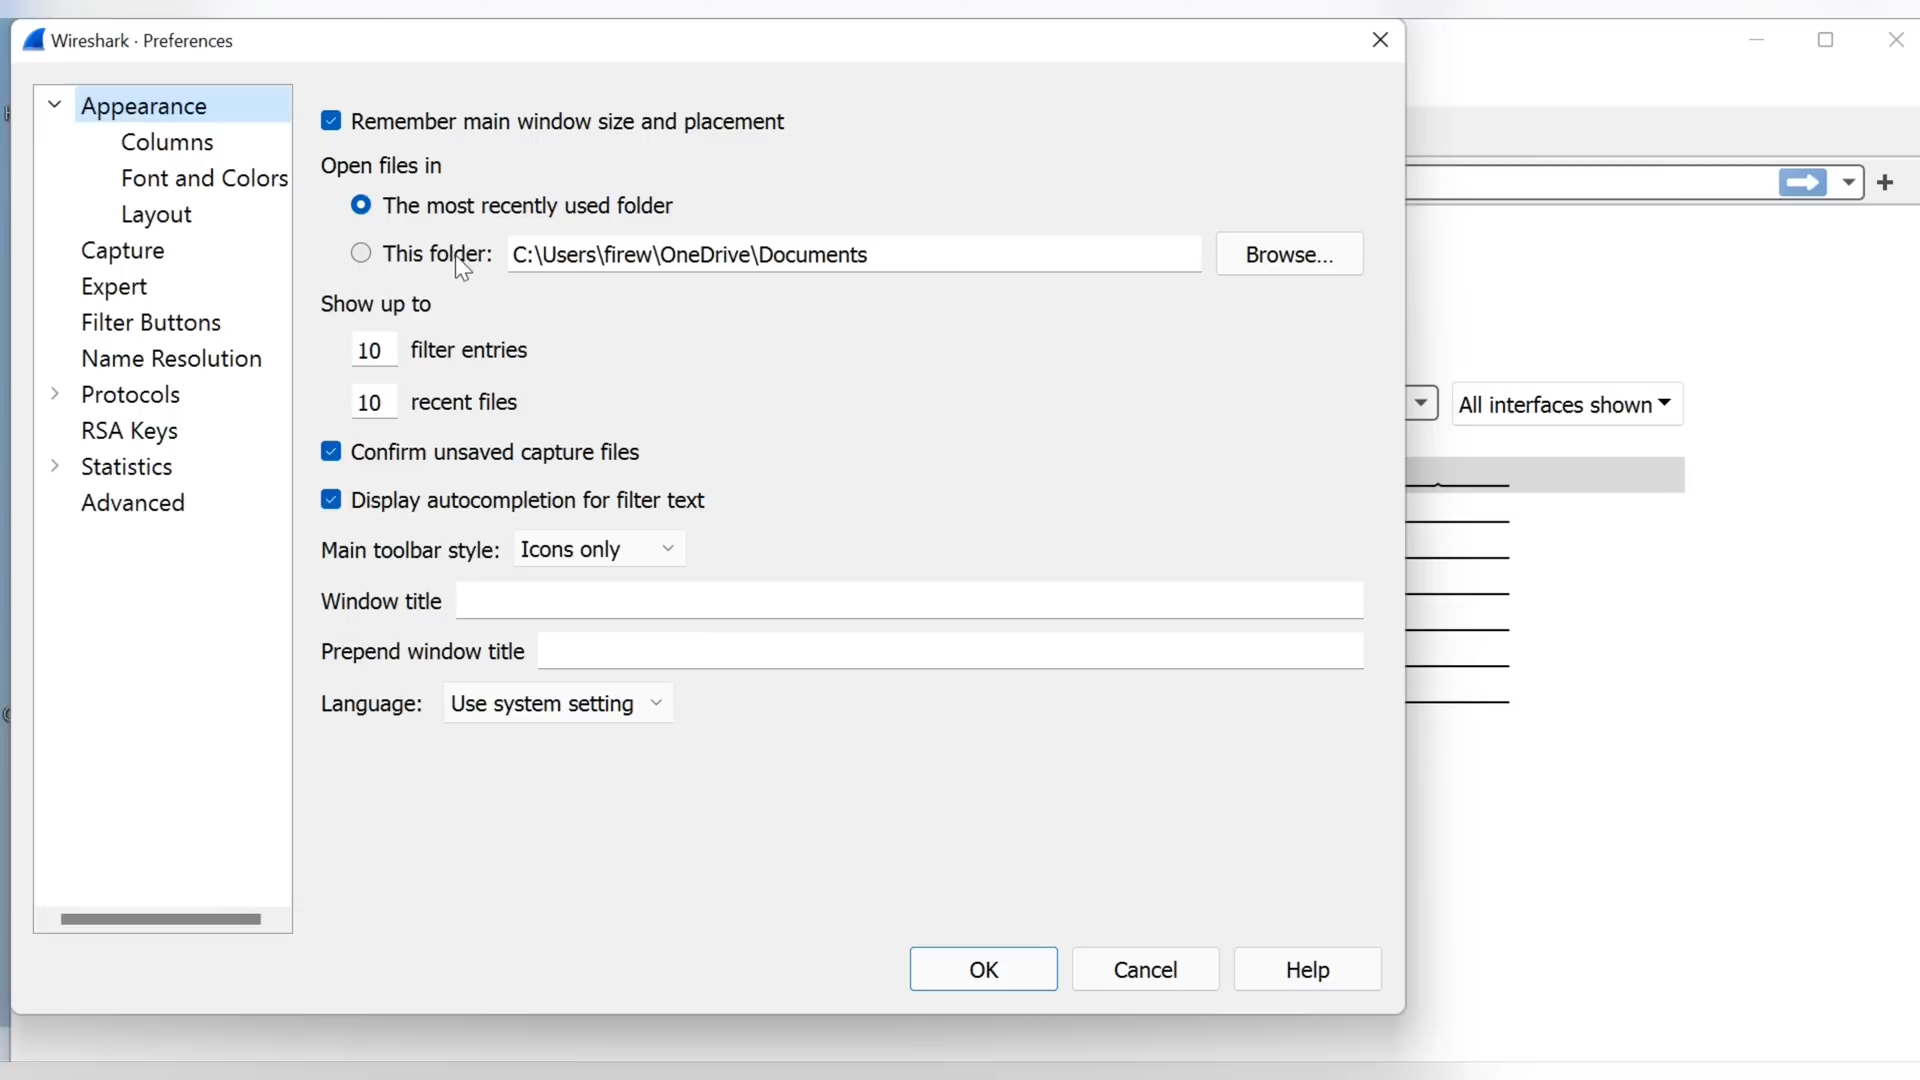 Wireshark · Preferences
Appearance
Columns
Font and Colors
Layout
Capture
Expert
Filter Buttons
Name Resolution
Protocols
RSA Keys
Statistics
Advanced
Remember main window size and placement
Open files in
The most recently used folder
This folder: C:\Users\firew\OneDrive\Documents Browse...
Show up to
10 filter entries
10 recent files
Confirm unsaved capture files
Display autocompletion for filter text
Main toolbar style: Icons only
Window title
Prepend window title
Language: Use system setting
OK Cancel Help
All interfaces shown